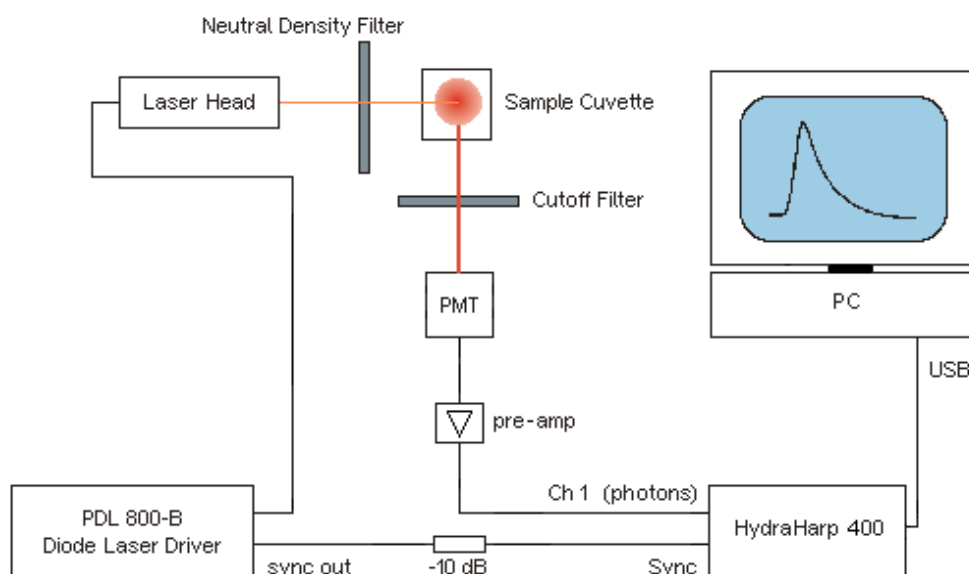 Neutral Density Filter
Laser Head
Sample Cuvette
Cutoff Filter
PMT
PC
USB
pre-amp
Ch 1 (photons)
PDL 800-B
Diode Laser Driver
HydraHarp 400
sync out
-10 dB
Sync